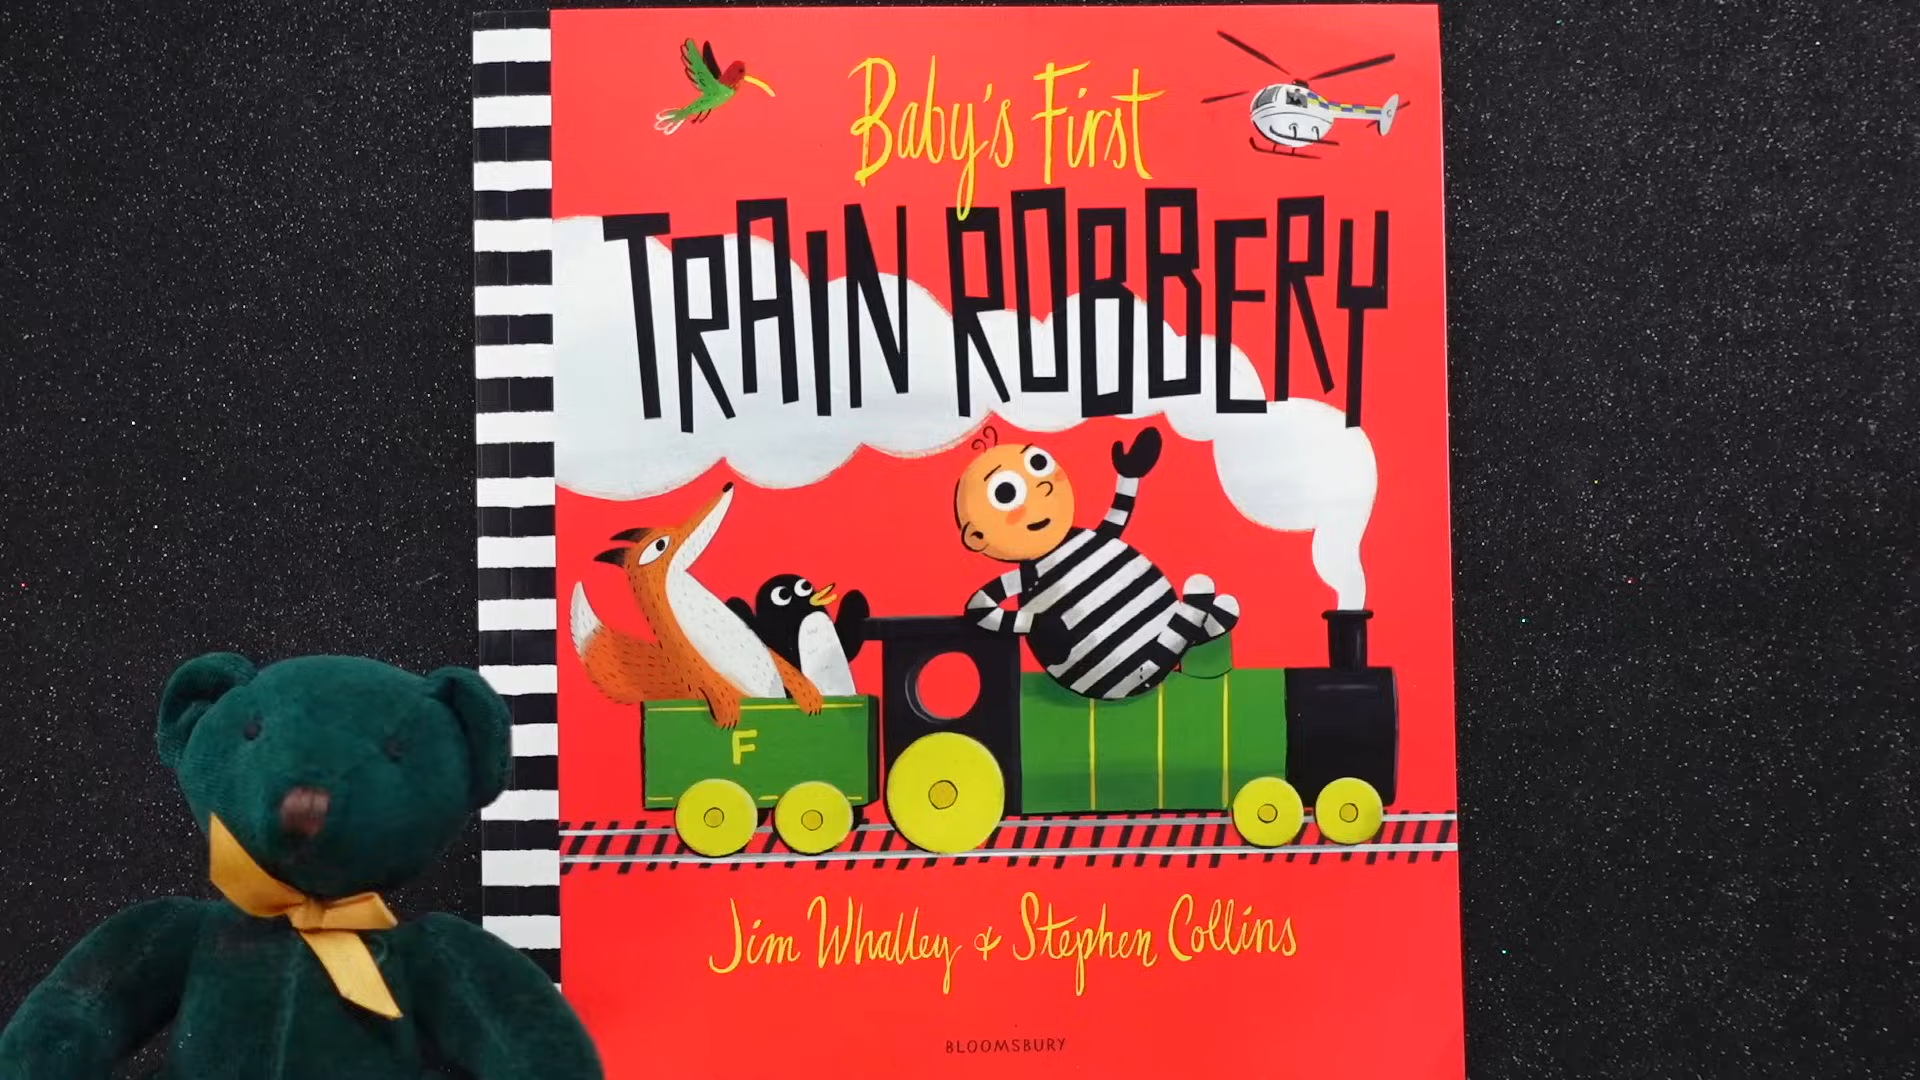 Baby's First
TRAIN ROBBERY
F
Jim Whalley & Stephen Collins
BLOOMSBURY